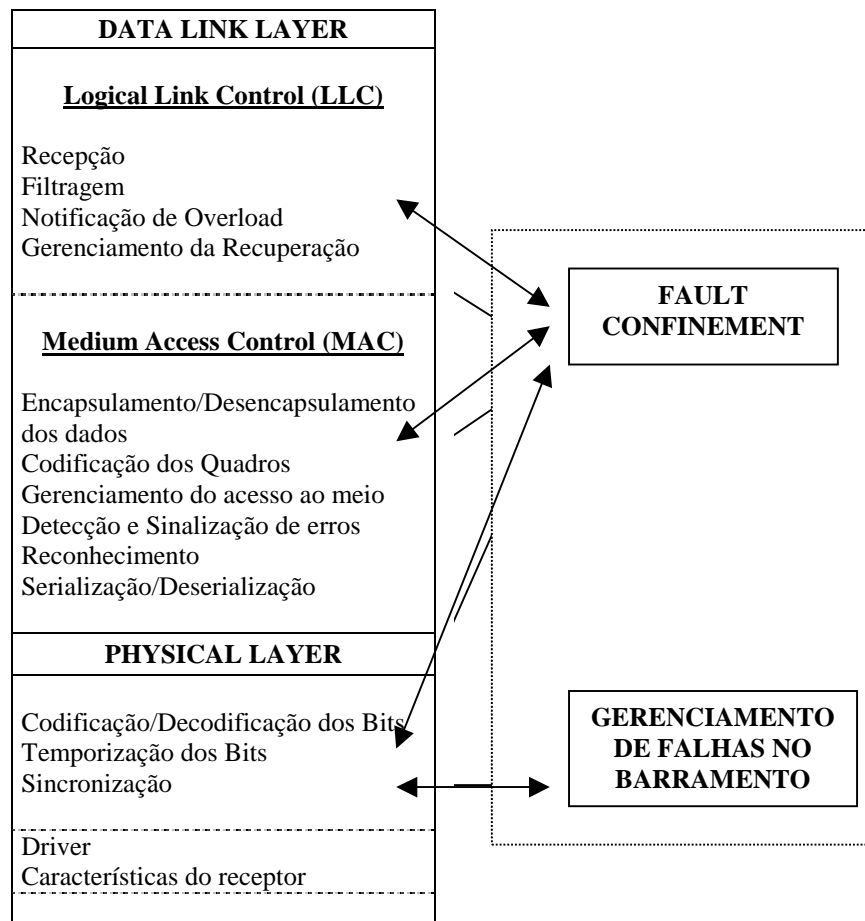 DATA LINK LAYER
Logical Link Control (LLC)
Recepção
Filtragem
Notificação de Overload
Gerenciamento da Recuperação
Medium Access Control (MAC)
Encapsulamento/Desencapsulamento
dos dados
Codificação dos Quadros
Gerenciamento do acesso ao meio
Detecção e Sinalização de erros
Reconhecimento
Serialização/Deserialização
PHYSICAL LAYER
Codificação/Decodificação dos Bits
Temporização dos Bits
Sincronização
Driver
Características do receptor
FAULT
CONFINEMENT
GERENCIAMENTO
DE FALHAS NO
BARRAMENTO